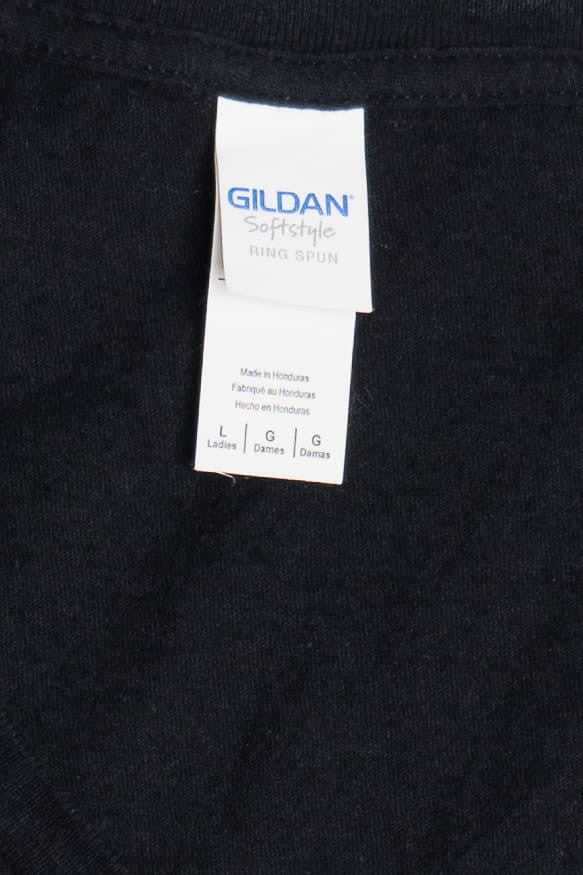 GILDAN®
Softstyle
RING SPUN
Made in Honduras
Fabriqué au Honduras
Hecho en Honduras
L | G | G
Ladies | Dames | Damas